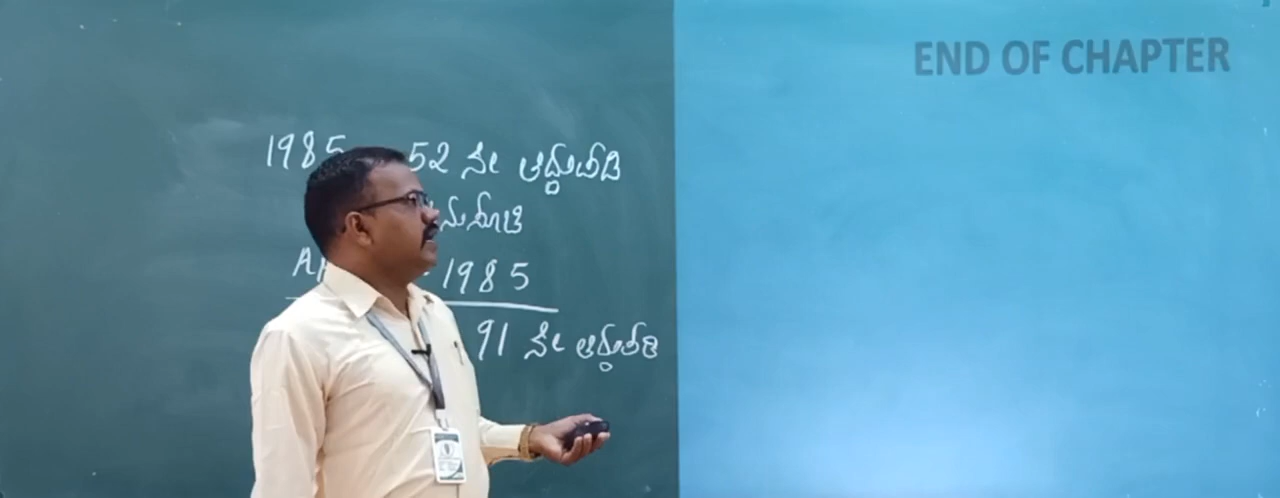 1985 52 ನೇ ತಿದ್ದುಪಡಿ
ನುಸೂಚಿ
1985
91 ನೇ ತಿದ್ದುಪಡಿ
END OF CHAPTER